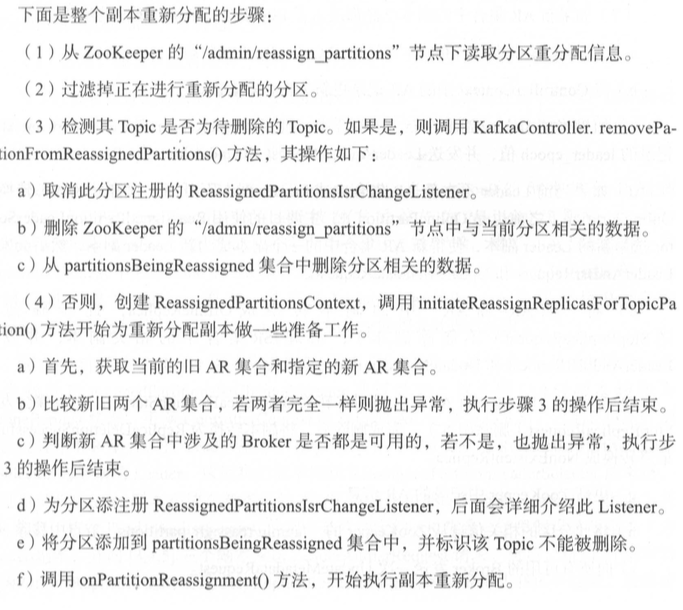 下面是整个副本重新分配的步骤：
（1）从 ZooKeeper 的“/admin/reassign_partitions”节点下读取分区重分配信息。
（2）过滤掉正在进行重新分配的分区。
（3）检测其 Topic 是否为待删除的 Topic。如果是，则调用 KafkaController. removePa-
tionFromReassignedPartitions() 方法，其操作如下：
a）取消此分区注册的 ReassignedPartitionsIsrChangeListener。
b）删除 ZooKeeper 的“/admin/reassign_partitions”节点中与当前分区相关的数据。
c）从 partitionsBeingReassigned 集合中删除分区相关的数据。
（4）否则，创建 ReassignedPartitionsContext，调用 initiateReassignReplicasForTopicPa
tion() 方法开始为重新分配副本做一些准备工作。
a）首先，获取当前的旧 AR 集合和指定的新 AR 集合。
b）比较新旧两个 AR 集合，若两者完全一样则抛出异常，执行步骤 3 的操作后结束。
c）判断新 AR 集合中涉及的 Broker 是否都是可用的，若不是，也抛出异常，执行步
3 的操作后结束。
d）为分区添注册 ReassignedPartitionsIsrChangeListener，后面会详细介绍此 Listener。
e）将分区添加到 partitionsBeingReassigned 集合中，并标识该 Topic 不能被删除。
f）调用 onPartitionReassignment() 方法，开始执行副本重新分配。